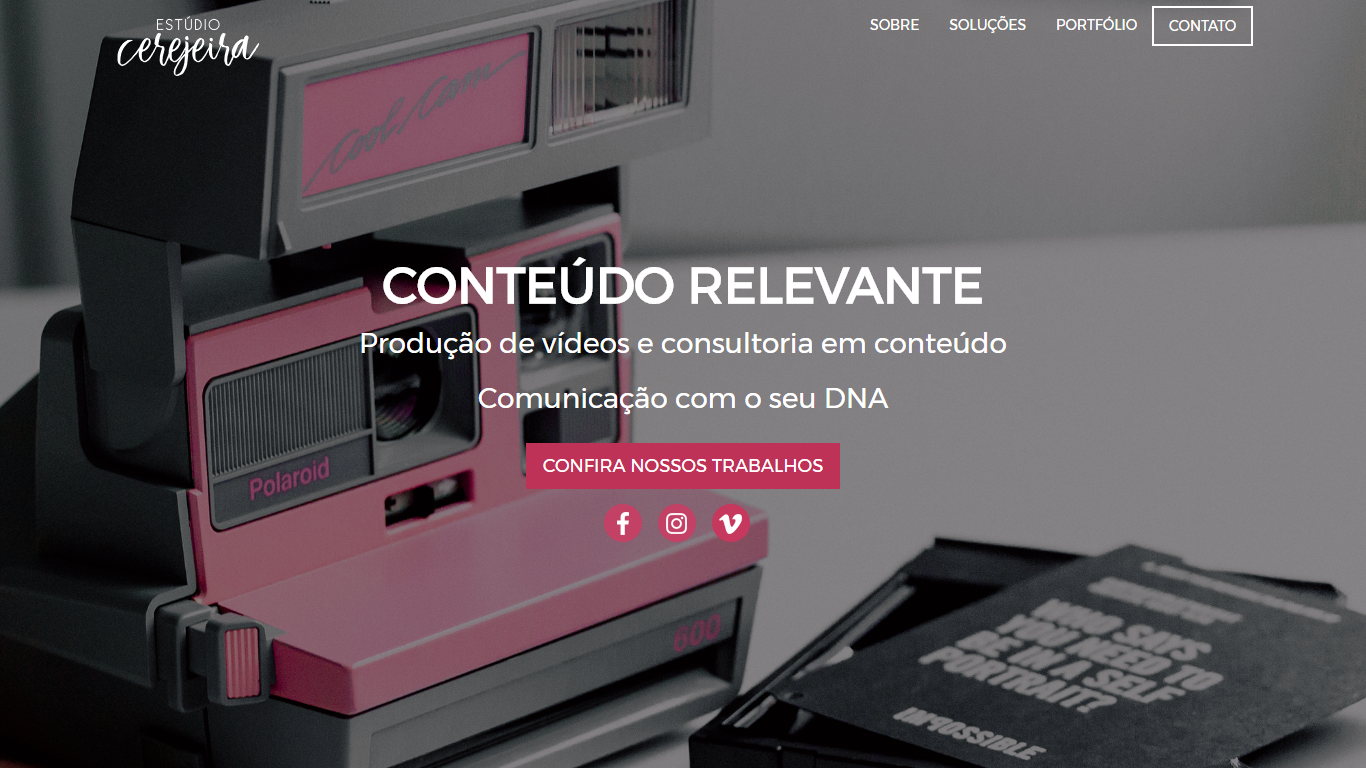 ESTÚDIO
cerejeira
SOBRE
SOLUÇÕES
PORTFÓLIO
CONTATO
Cool Cam
CONTEÚDO RELEVANTE
Produção de vídeos e consultoria em conteúdo
Comunicação com o seu DNA
CONFIRA NOSSOS TRABALHOS
Polaroid
600
WHO SAYS
YOU NEED TO
BE IN A SELF
PORTRAIT?
IMPOSSIBLE